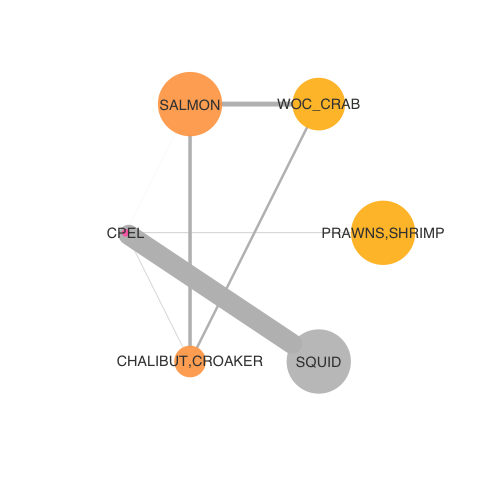 SALMON
WOC_CRAB
CPEL
PRAWNS,SHRIMP
CHALIBUT,CROAKER
SQUID